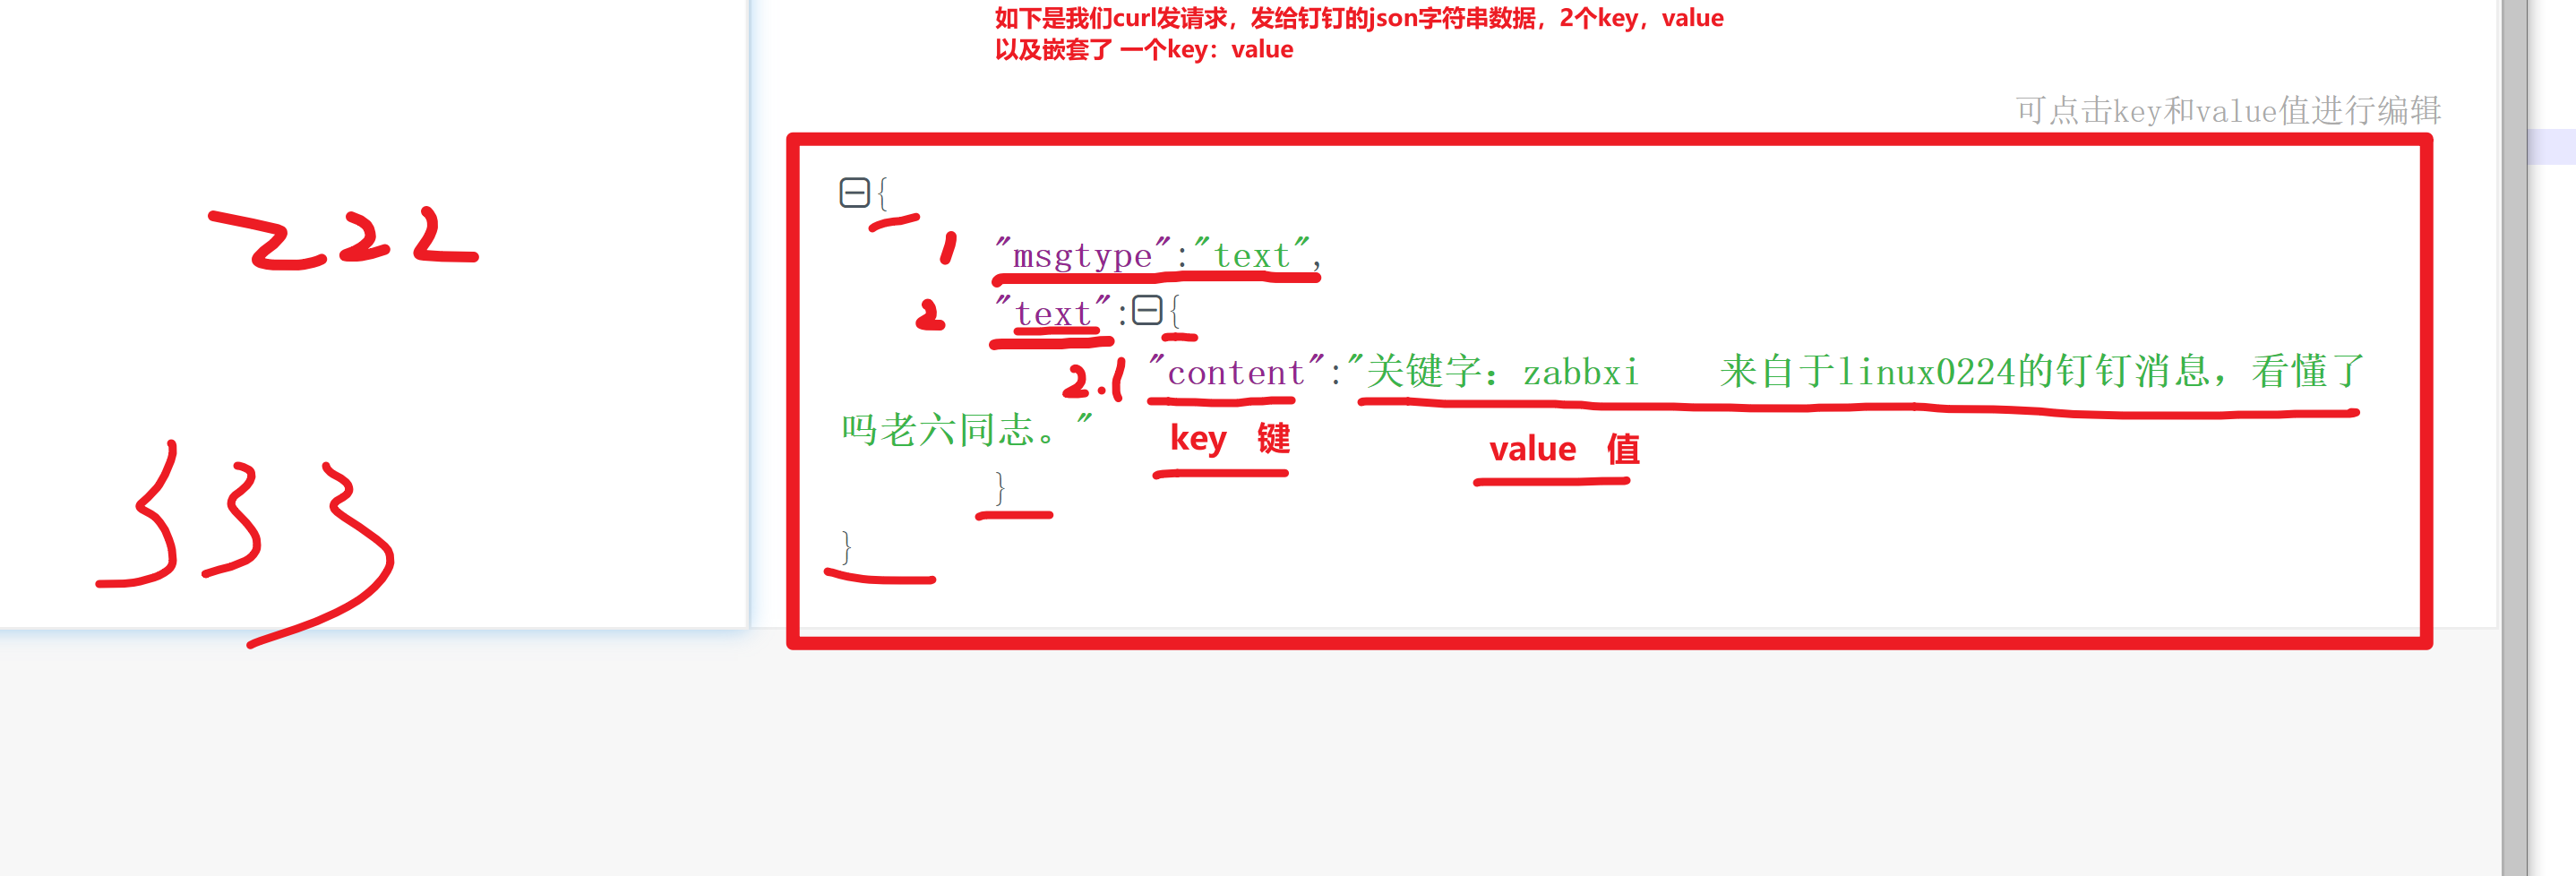 如下是我们curl发请求，发给钉钉的json字符串数据，2个key，value
以及嵌套了 一个key：value
可点击key和value值进行编辑
{
1 "msgtype":"text",
2 "text":{
2.1 "content":"关键字：zabbxi    来自于linux0224的钉钉消息，看懂了
吗老六同志。"
key 键 value 值
}
}
222
333